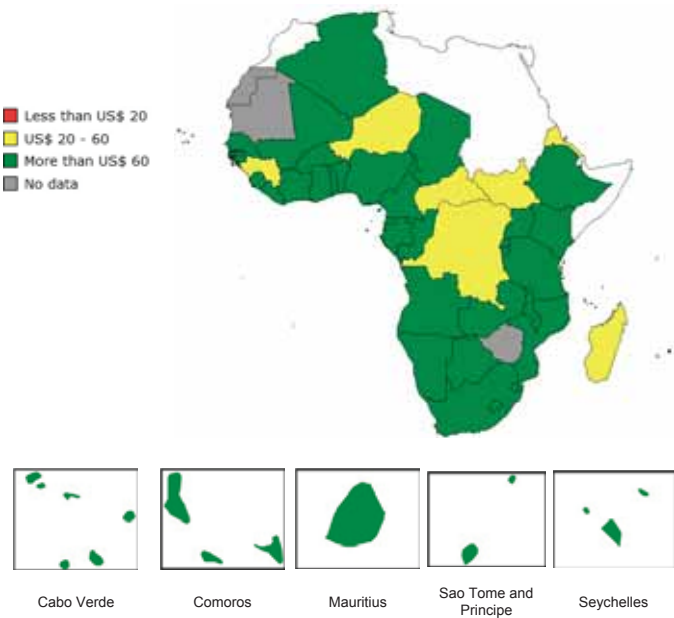 Less than US$ 20
US$ 20 - 60
More than US$ 60
No data
Cabo Verde
Comoros
Mauritius
Sao Tome and
Principe
Seychelles